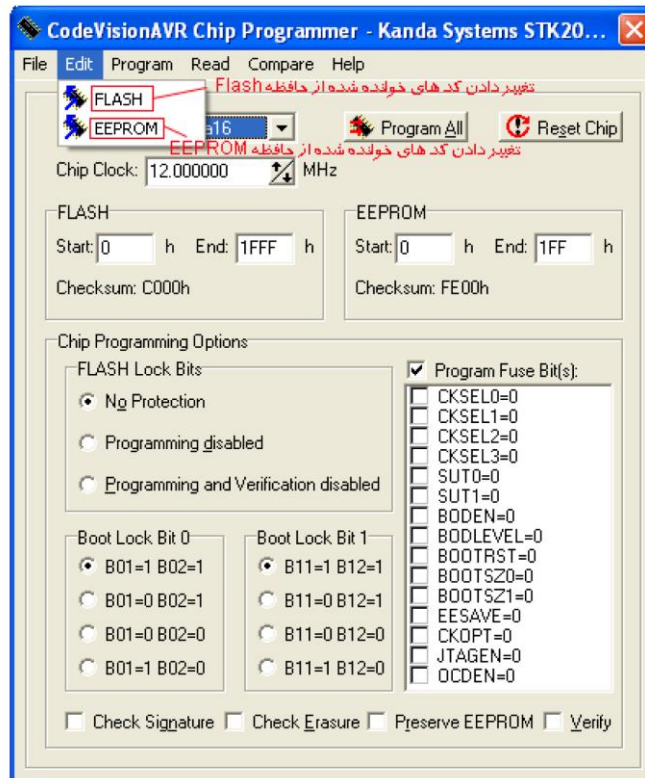 CodeVisionAVR Chip Programmer - Kanda Systems STK20...
File Edit Program Read Compare Help
تغییر دادن کد های خوانده شده از حافظه Flash
FLASH
EEPROM
a16
Program All
Reset Chip
تغییر دادن کد های خوانده شده از حافظه EEPROM
Chip Clock: 12.000000 MHz
FLASH
Start: 0 h End: 1FFF h
Checksum: C000h
EEPROM
Start: 0 h End: 1FF h
Checksum: FE00h
Chip Programming Options
FLASH Lock Bits
No Protection
Programming disabled
Programming and Verification disabled
Boot Lock Bit 0
B01=1 B02=1
B01=0 B02=1
B01=0 B02=0
B01=1 B02=0
Boot Lock Bit 1
B11=1 B12=1
B11=0 B12=1
B11=0 B12=0
B11=1 B12=0
Program Fuse Bit(s):
CKSEL0=0
CKSEL1=0
CKSEL2=0
CKSEL3=0
SUT0=0
SUT1=0
BODEN=0
BODLEVEL=0
BOOTRST=0
BOOTSZ0=0
BOOTSZ1=0
EESAVE=0
CKOPT=0
JTAGEN=0
OCDEN=0
Check Signature Check Erasure Preserve EEPROM Verify